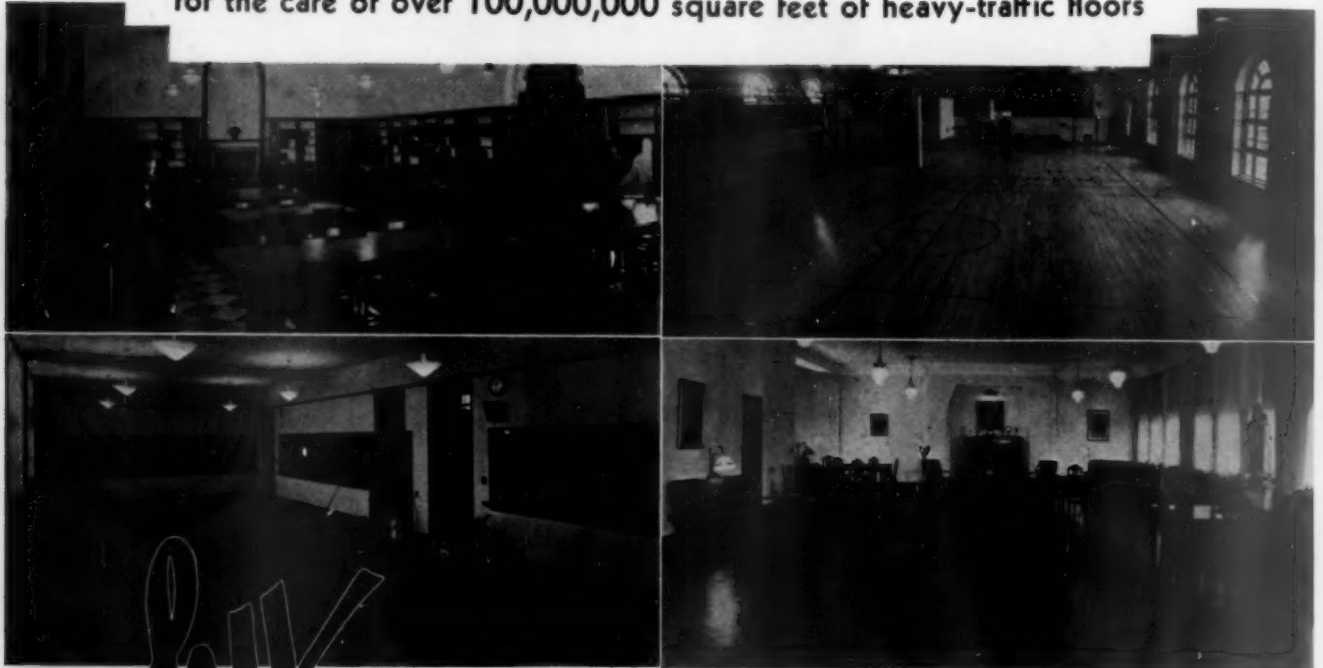 for the care of over 100,000,000 square feet of heavy-traffic floors